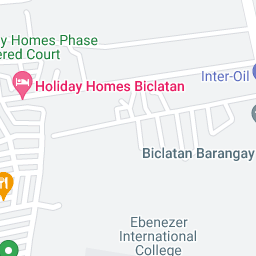 y Homes Phase
ered Court
Holiday Homes Biclatan
Inter-Oil
Biclatan Barangay
Ebenezer
International
College